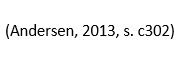 (Andersen, 2013, s. c302)